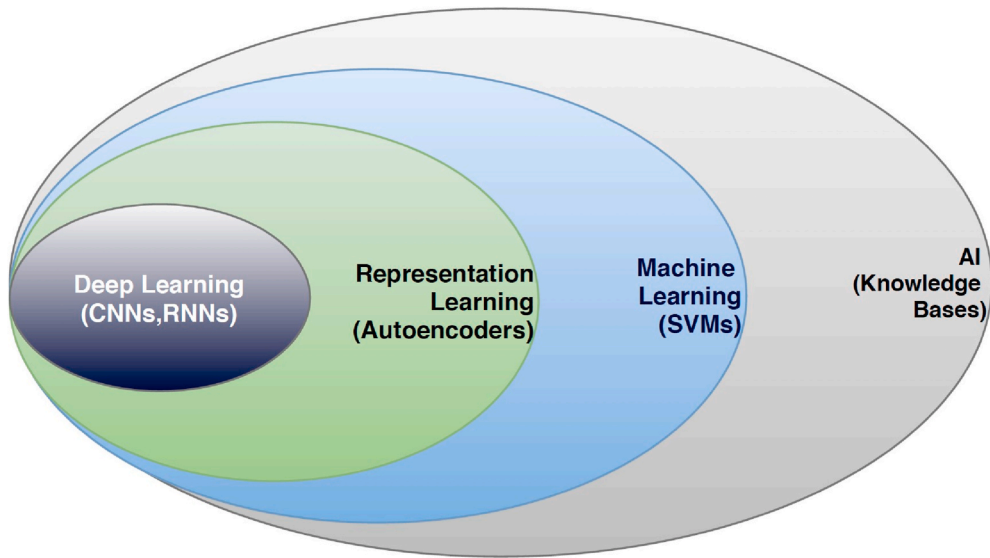 Deep Learning
(CNNs,RNNs)
Representation
Learning
(Autoencoders)
Machine
Learning
(SVMs)
AI
(Knowledge
Bases)